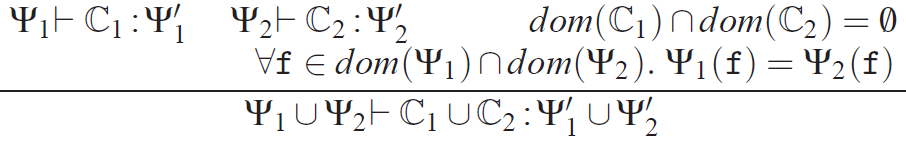 Ψ₁ ⊢ ℂ₁ : Ψ′₁ Ψ₂ ⊢ ℂ₂ : Ψ′₂ dom(ℂ₁) ∩ dom(ℂ₂) = ∅
∀f ∈ dom(Ψ₁) ∩ dom(Ψ₂). Ψ₁(f) = Ψ₂(f)
Ψ₁ ∪ Ψ₂ ⊢ ℂ₁ ∪ ℂ₂ : Ψ′₁ ∪ Ψ′₂